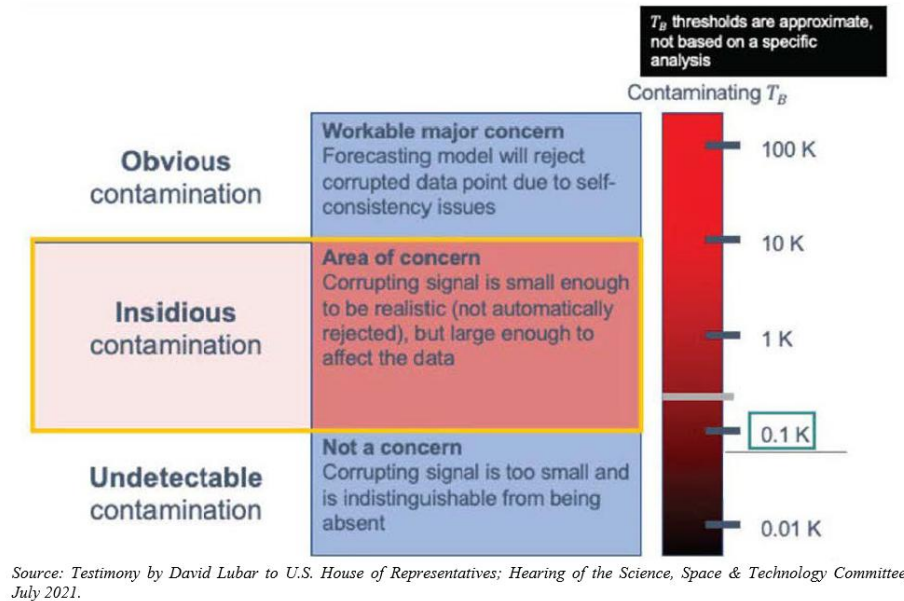 T_B thresholds are approximate,
not based on a specific
analysis
Contaminating T_B
Obvious
contamination
Workable major concern
Forecasting model will reject
corrupted data point due to self-
consistency issues
Insidious
contamination
Area of concern
Corrupting signal is small enough
to be realistic (not automatically
rejected), but large enough to
affect the data
Undetectable
contamination
Not a concern
Corrupting signal is too small and
is indistinguishable from being
absent
100 K
10 K
1 K
0.1 K
0.01 K
Source: Testimony by David Lubar to U.S. House of Representatives; Hearing of the Science, Space & Technology Committee
July 2021.